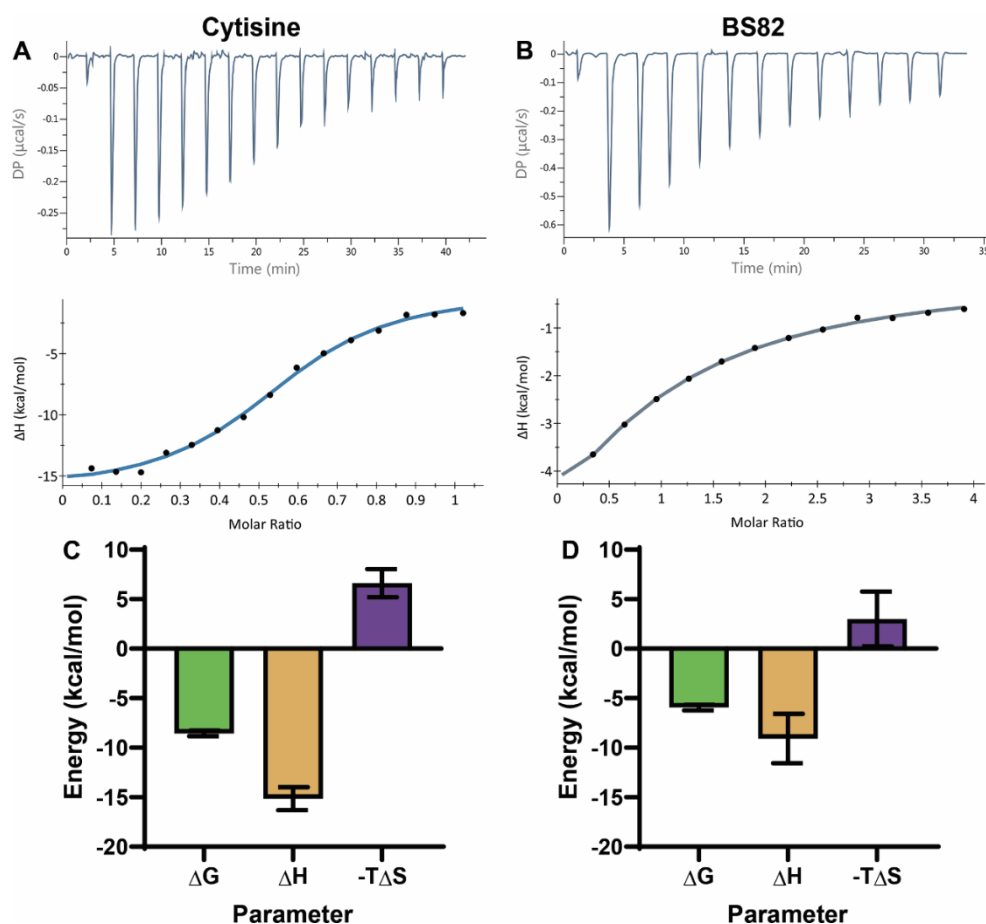 Cytisine
A
0
-0.05
-0.1
-0.15
-0.2
-0.25
DP (μcal/s)
0 5 10 15 20 25 30 35 40
Time (min)
BS82
B
0
-0.1
-0.2
-0.3
-0.4
-0.5
-0.6
DP (μcal/s)
0 5 10 15 20 25 30 35
Time (min)
-5
-10
-15
ΔH (kcal/mol)
0 0.1 0.2 0.3 0.4 0.5 0.6 0.7 0.8 0.9 1
Molar Ratio
-1
-2
-3
-4
ΔH (kcal/mol)
0 0.5 1 1.5 2 2.5 3 3.5 4
Molar Ratio
C
10
5
0
-5
-10
-15
-20
Energy (kcal/mol)
ΔG ΔH -TΔS
Parameter
D
10
5
0
-5
-10
-15
-20
Energy (kcal/mol)
ΔG ΔH -TΔS
Parameter